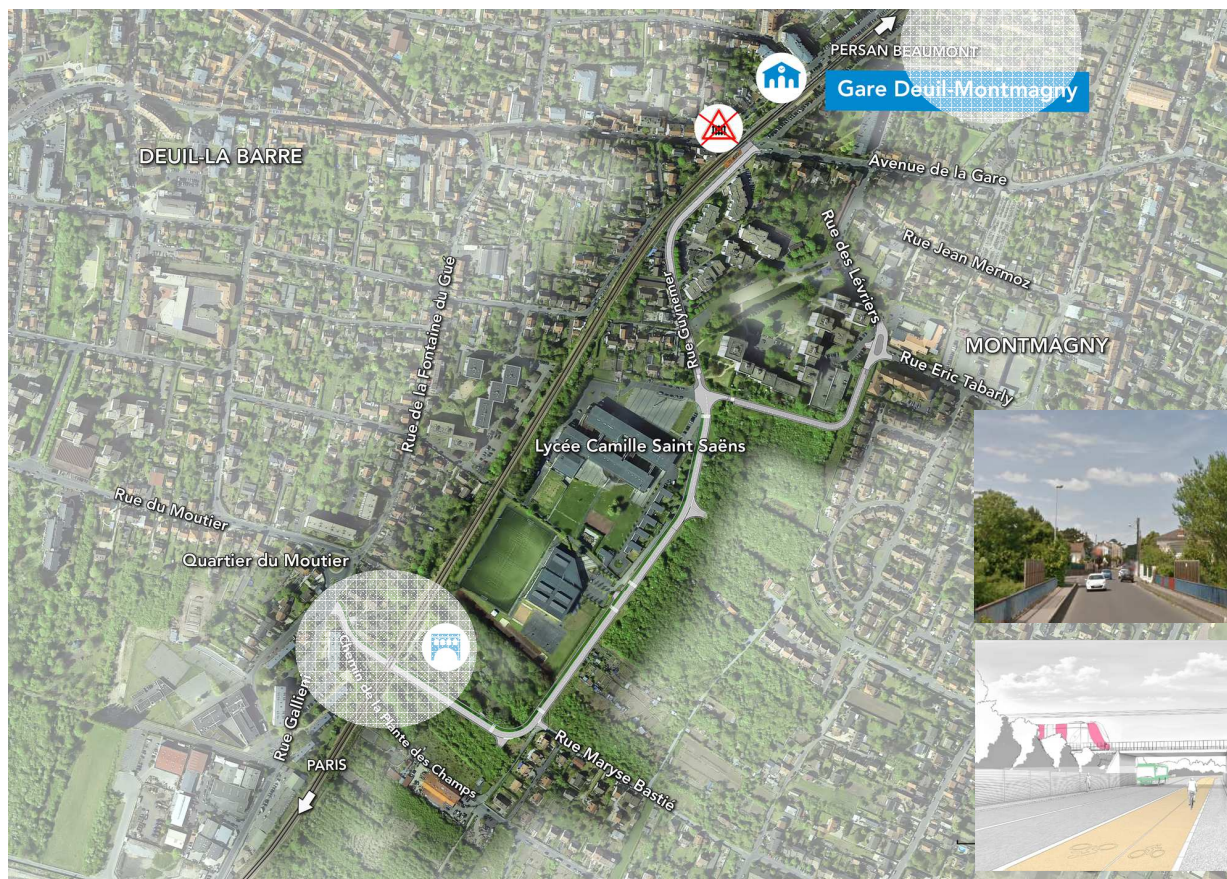 PERSAN BEAUMONT
Gare Deuil-Montmagny
DEUIL-LA BARRE
Avenue de la Gare
Rue des Lévriers
Rue Jean Mermoz
Rue de la Fontaine du Gué
Rue Guynemer
MONTMAGNY
Rue Eric Tabarly
Lycée Camille Saint Saëns
Rue du Moutier
Quartier du Moutier
Chemin de la Plante des Champs
Rue Gallieni
Rue Maryse Bastié
PARIS